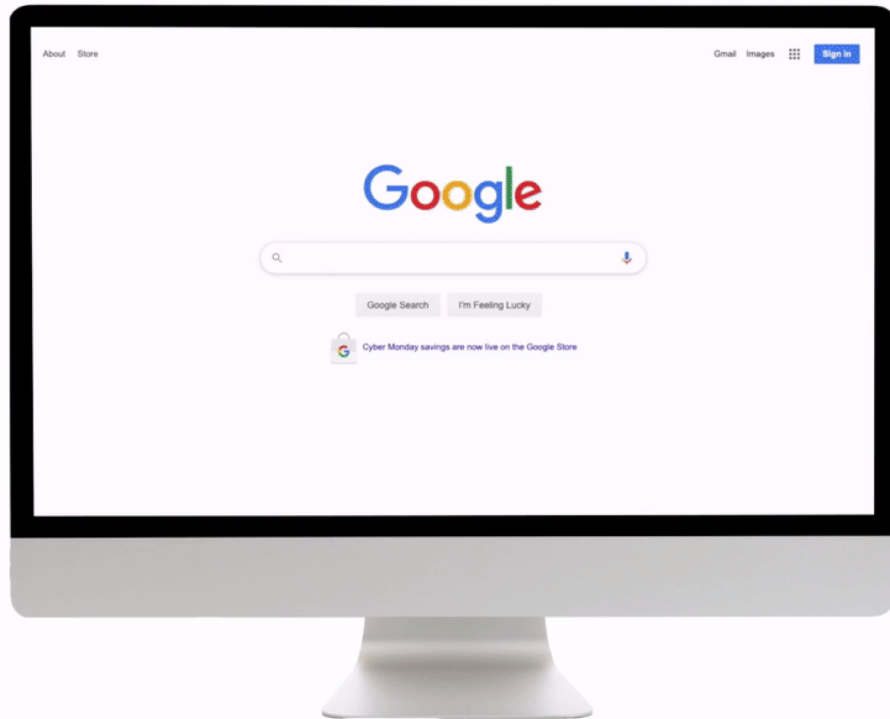 About Store
Gmail Images Sign in
Google
Google Search I'm Feeling Lucky
G
Cyber Monday savings are now live on the Google Store